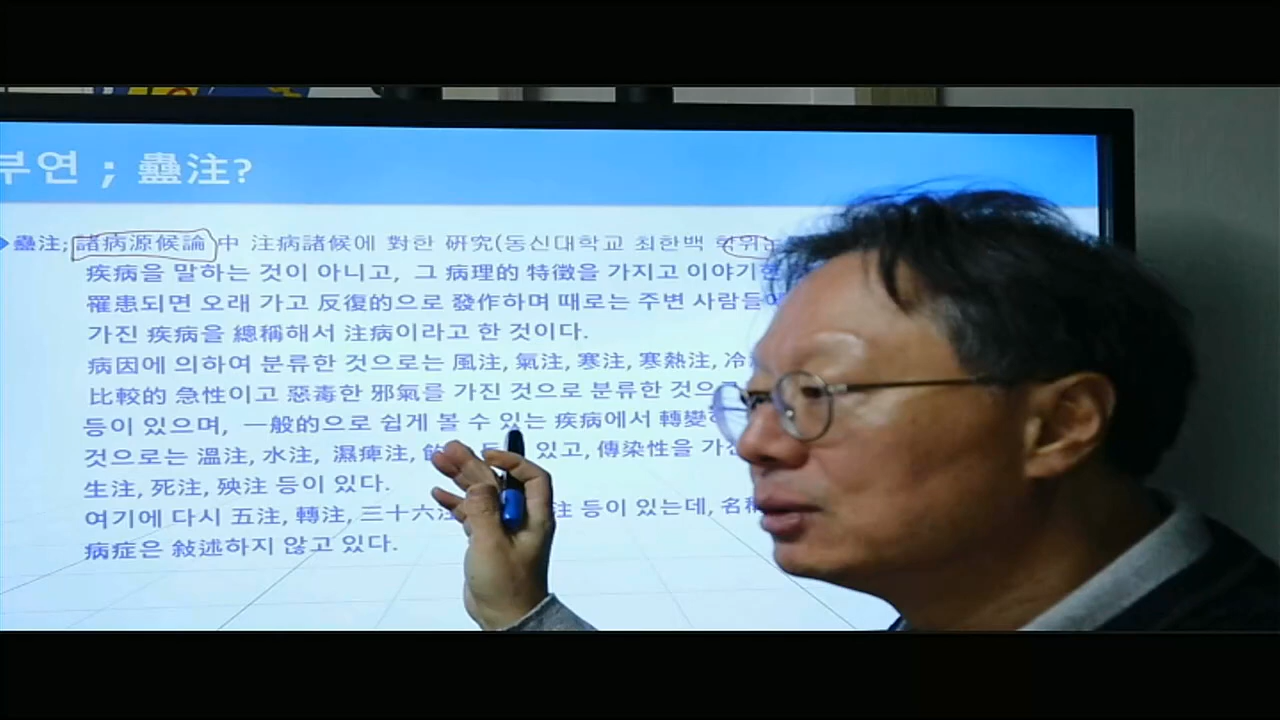 부연 ; 蠱注?
蠱注; 諸病源候論 中 注病諸候에 對한 硏究(동신대학교 최한백 학위논
疾病을 말하는 것이 아니고, 그 病理的 特徵을 가지고 이야기한
罹患되면 오래 가고 反復的으로 發作하며 때로는 주변 사람들에
가진 疾病을 總稱해서 注病이라고 한 것이다.
病因에 의하여 분류한 것으로는 風注, 氣注, 寒注, 寒熱注, 冷
比較的 急性이고 惡毒한 邪氣를 가진 것으로 분류한 것으
등이 있으며, 一般的으로 쉽게 볼 수 있는 疾病에서 轉變
것으로는 溫注, 水注, 濕痺注, 있고, 傳染性을 가진
生注, 死注, 殃注 등이 있다.
여기에 다시 五注, 轉注, 三十六注 注 등이 있는데, 名稱
病症은 敍述하지 않고 있다.